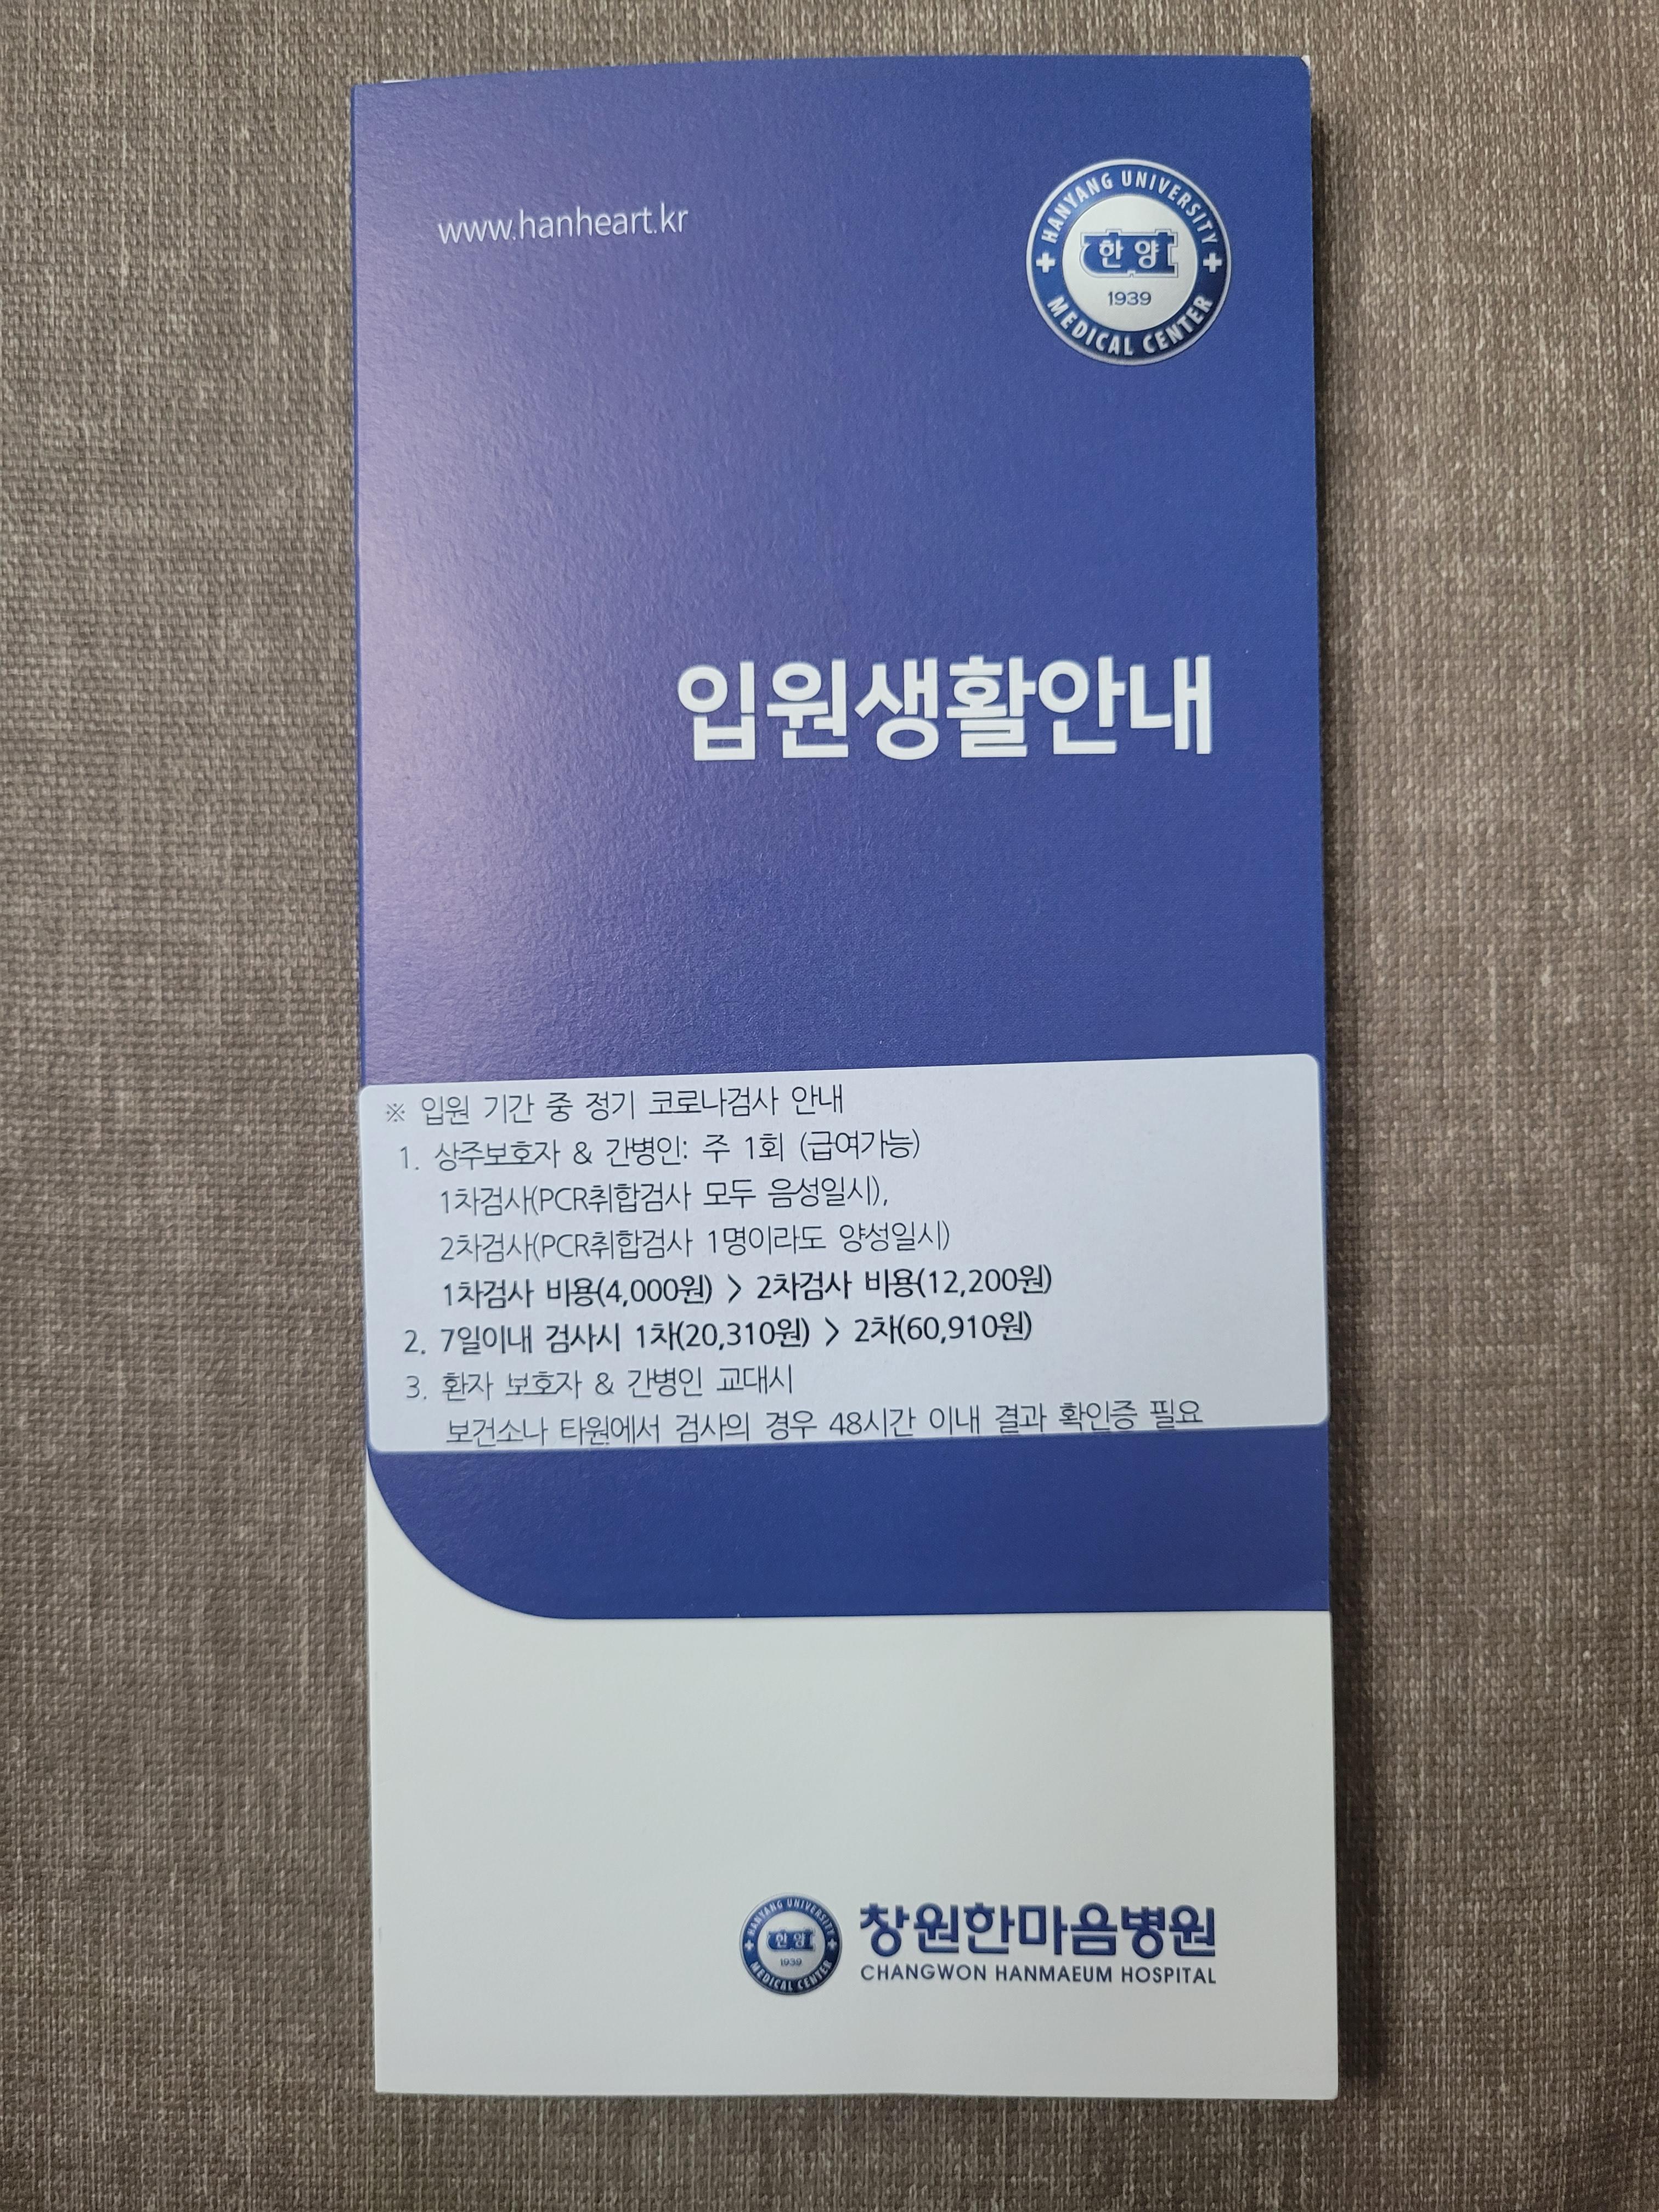 www.hanheart.kr
HANYANG UNIVERSITY
한양
1939
MEDICAL CENTER
입원생활안내
※ 입원 기간 중 정기 코로나검사 안내
1. 상주보호자 & 간병인: 주 1회 (급여가능)
1차검사(PCR취합검사 모두 음성일시),
2차검사(PCR취합검사 1명이라도 양성일시)
1차검사 비용(4,000원) > 2차검사 비용(12,200원)
2. 7일이내 검사시 1차(20,310원) > 2차(60,910원)
3. 환자 보호자 & 간병인 교대시
보건소나 타원에서 검사의 경우 48시간 이내 결과 확인증 필요
HANYANG UNIVERSITY
한양
1939
MEDICAL CENTER
창원한마음병원
CHANGWON HANMAEUM HOSPITAL